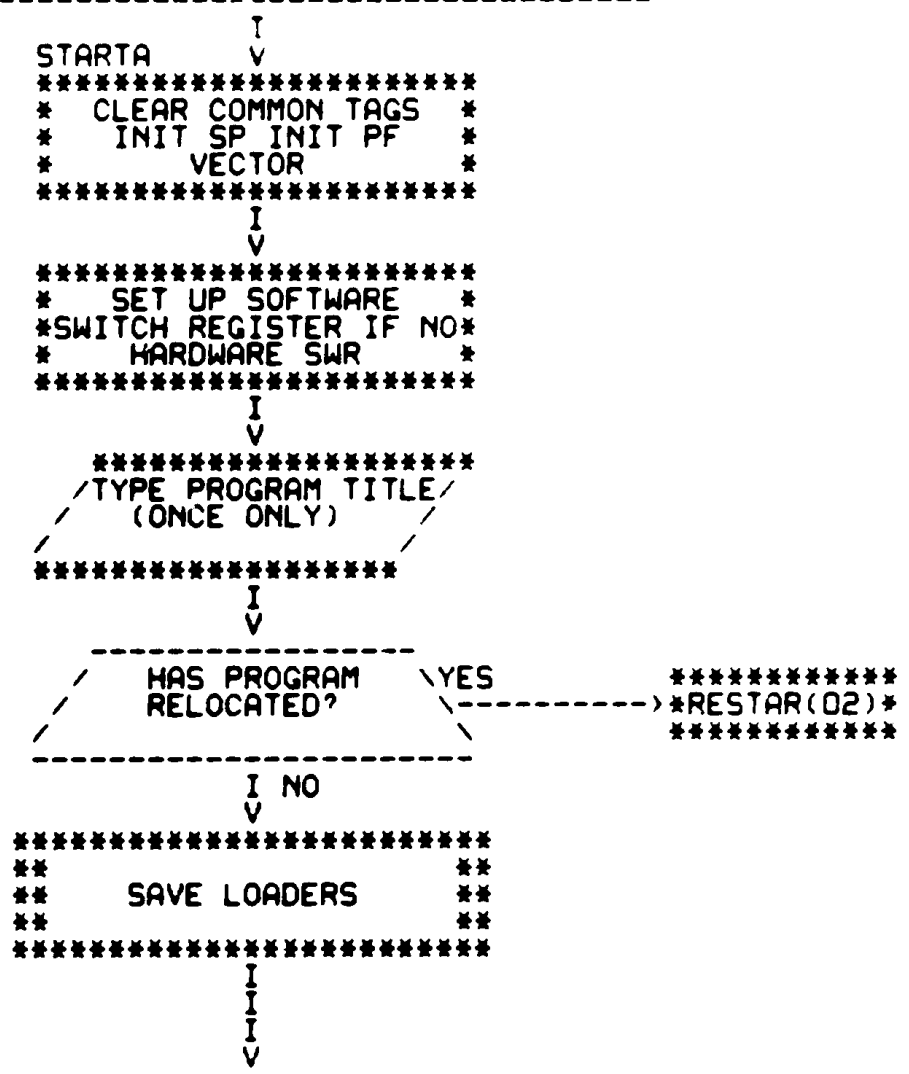 STARTA
CLEAR COMMON TAGS
INIT SP INIT PF
VECTOR
SET UP SOFTWARE
SWITCH REGISTER IF NO
HARDWARE SWR
TYPE PROGRAM TITLE
(ONCE ONLY)
HAS PROGRAM
RELOCATED?
YES
RESTAR(02)
NO
SAVE LOADERS